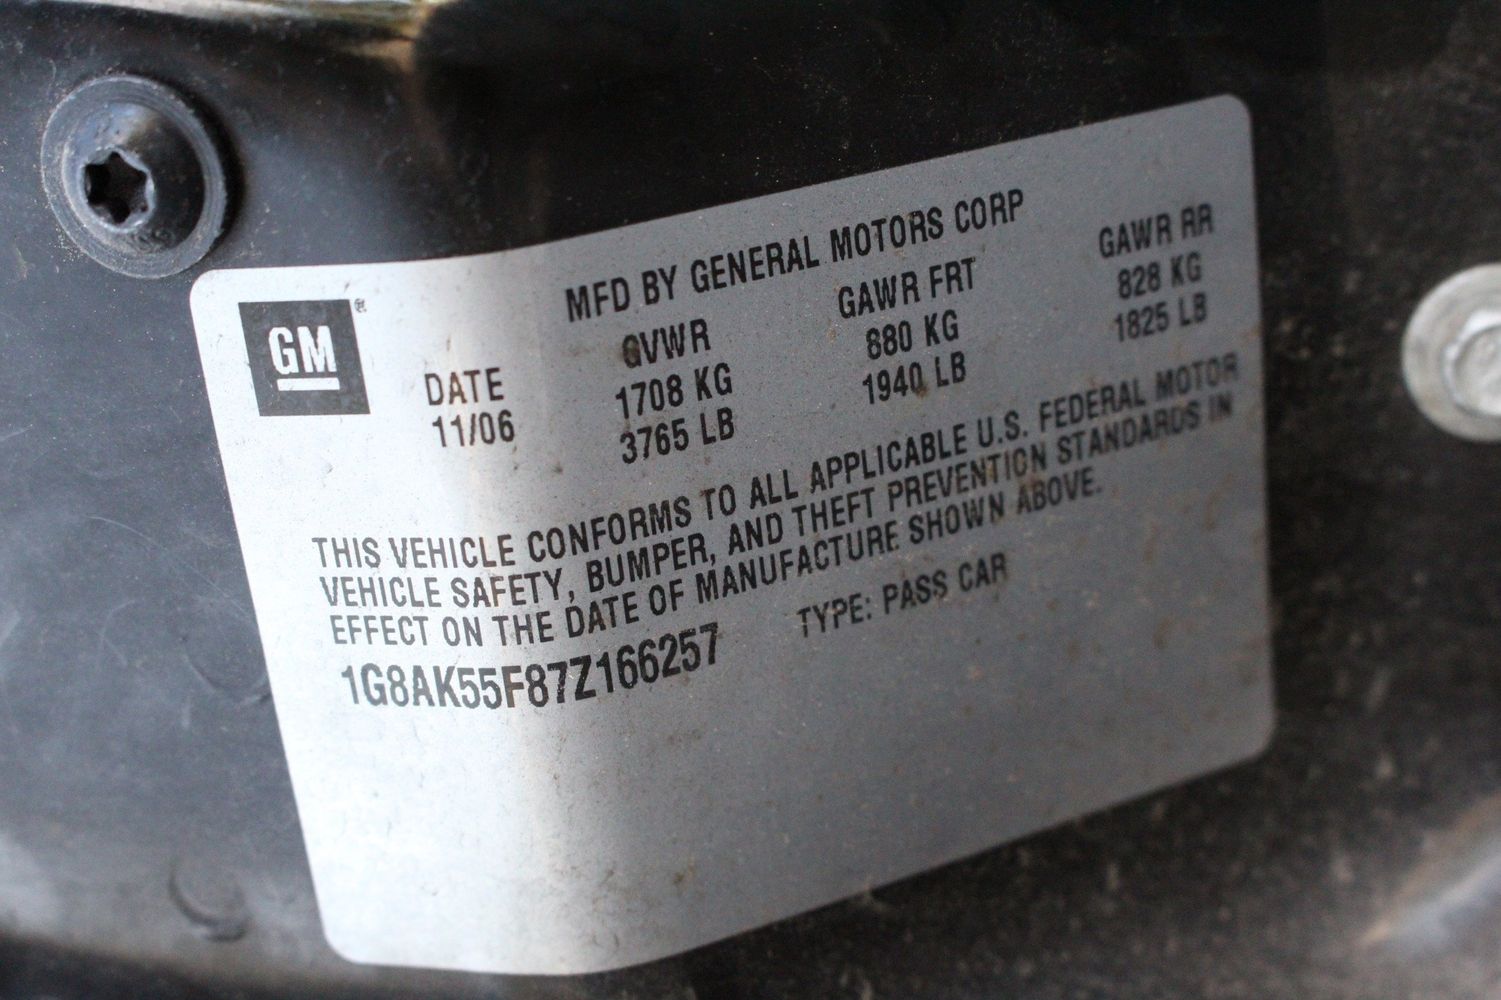 GM®
MFD BY GENERAL MOTORS CORP
DATE GVWR GAWR FRT GAWR RR
11/06 1708 KG 880 KG 828 KG
3765 LB 1940 LB 1825 LB
THIS VEHICLE CONFORMS TO ALL APPLICABLE U.S. FEDERAL MOTOR
VEHICLE SAFETY, BUMPER, AND THEFT PREVENTION STANDARDS IN
EFFECT ON THE DATE OF MANUFACTURE SHOWN ABOVE.
1G8AK55F87Z166257 TYPE: PASS CAR